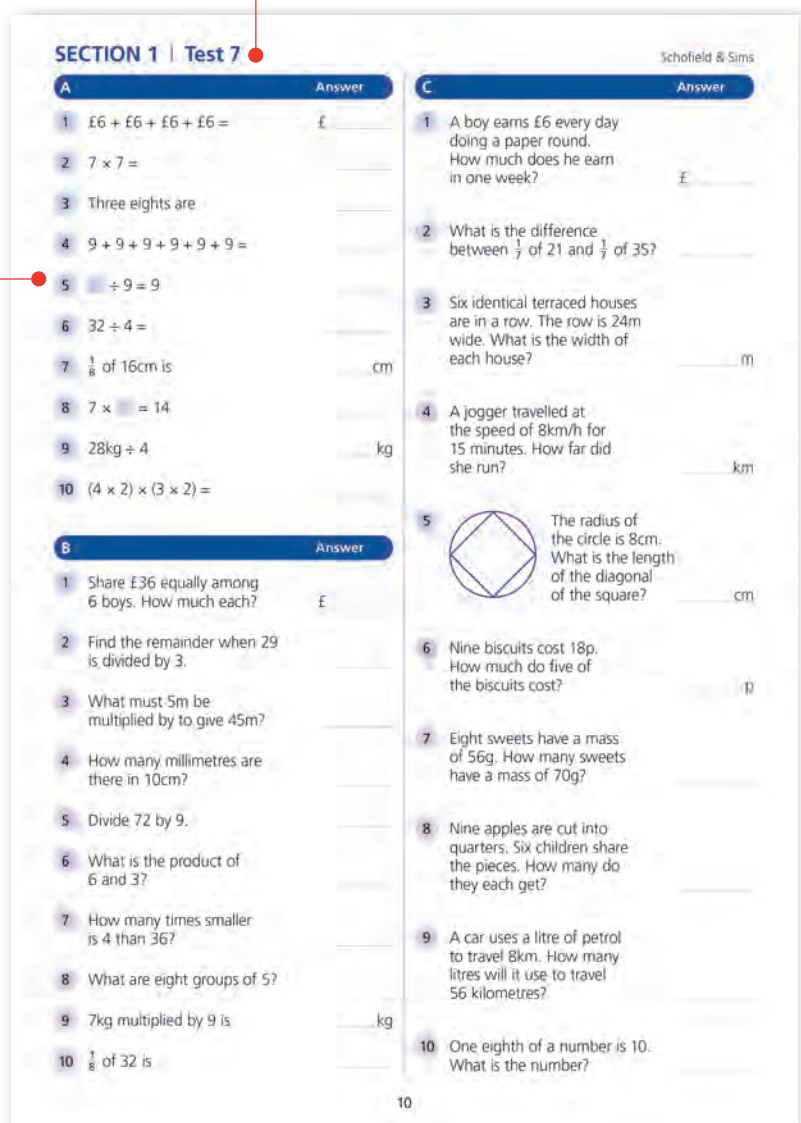 SECTION 1 | Test 7
Schofield & Sims
A Answer
1 £6 + £6 + £6 + £6 = £
2 7 × 7 =
3 Three eights are
4 9 + 9 + 9 + 9 + 9 + 9 =
5 ÷ 9 = 9
6 32 ÷ 4 =
7 1/8 of 16cm is cm
8 7 × = 14
9 28kg ÷ 4 kg
10 (4 × 2) × (3 × 2) =
B Answer
1 Share £36 equally among
6 boys. How much each? £
2 Find the remainder when 29
is divided by 3.
3 What must 5m be
multiplied by to give 45m?
4 How many millimetres are
there in 10cm?
5 Divide 72 by 9.
6 What is the product of
6 and 3?
7 How many times smaller
is 4 than 36?
8 What are eight groups of 5?
9 7kg multiplied by 9 is kg
10 1/8 of 32 is
C Answer
1 A boy earns £6 every day
doing a paper round.
How much does he earn
in one week? £
2 What is the difference
between 1/7 of 21 and 1/7 of 35?
3 Six identical terraced houses
are in a row. The row is 24m
wide. What is the width of
each house? m
4 A jogger travelled at
the speed of 8km/h for
15 minutes. How far did
she run? km
5 The radius of
the circle is 8cm.
What is the length
of the diagonal
of the square? cm
6 Nine biscuits cost 18p.
How much do five of
the biscuits cost? p
7 Eight sweets have a mass
of 56g. How many sweets
have a mass of 70g?
8 Nine apples are cut into
quarters. Six children share
the pieces. How many do
they each get?
9 A car uses a litre of petrol
to travel 8km. How many
litres will it use to travel
56 kilometres?
10 One eighth of a number is 10.
What is the number?
10